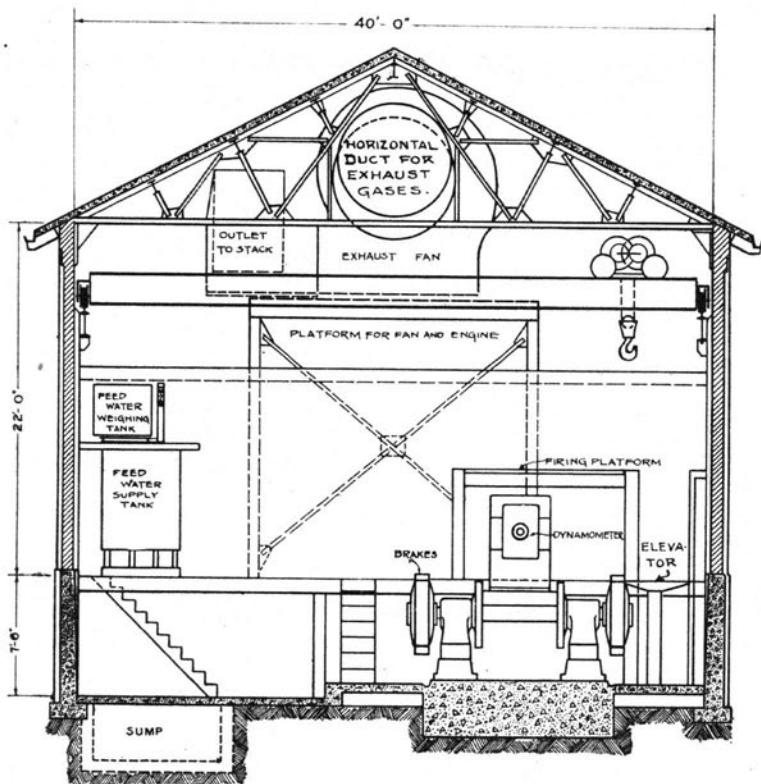 40'- 0"
HORIZONTAL
DUCT FOR
EXHAUST
GASES.
OUTLET
TO STACK
EXHAUST FAN
PLATFORM FOR FAN AND ENGINE
22'-0"
FEED
WATER
WEIGHING
TANK
FIRING PLATFORM
FEED
WATER
SUPPLY
TANK
DYNAMOMETER
BRAKES
ELEVA-
TOR
7'-6"
SUMP